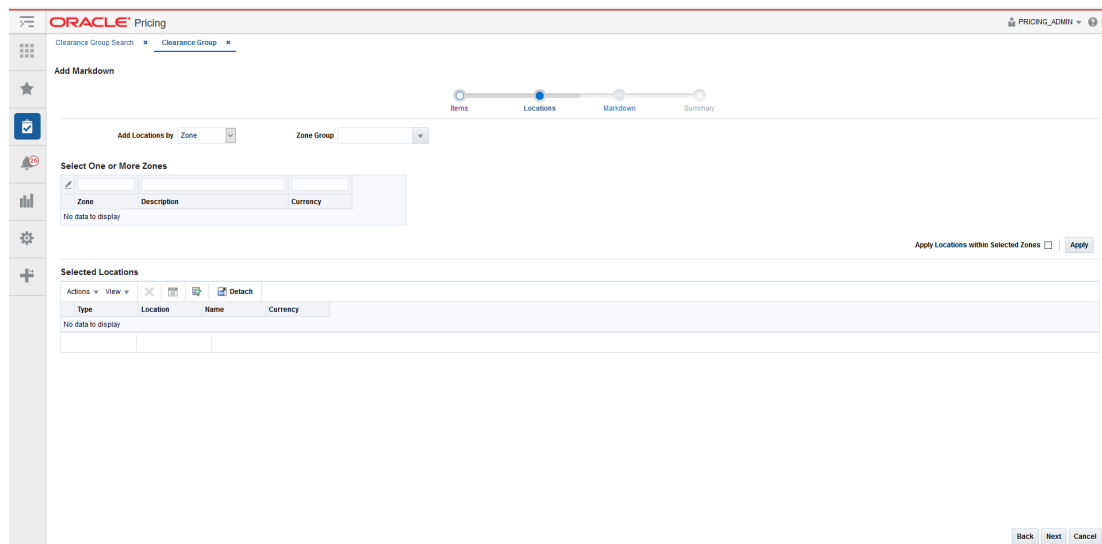 ORACLE® Pricing
PRICING_ADMIN
Clearance Group Search × Clearance Group ×
Add Markdown
Items Locations Markdown Summary
Add Locations by Zone Zone Group
25
Select One or More Zones
Zone Description Currency
No data to display
Apply Locations within Selected Zones Apply
Selected Locations
Actions View Detach
Type Location Name Currency
No data to display
Back Next Cancel